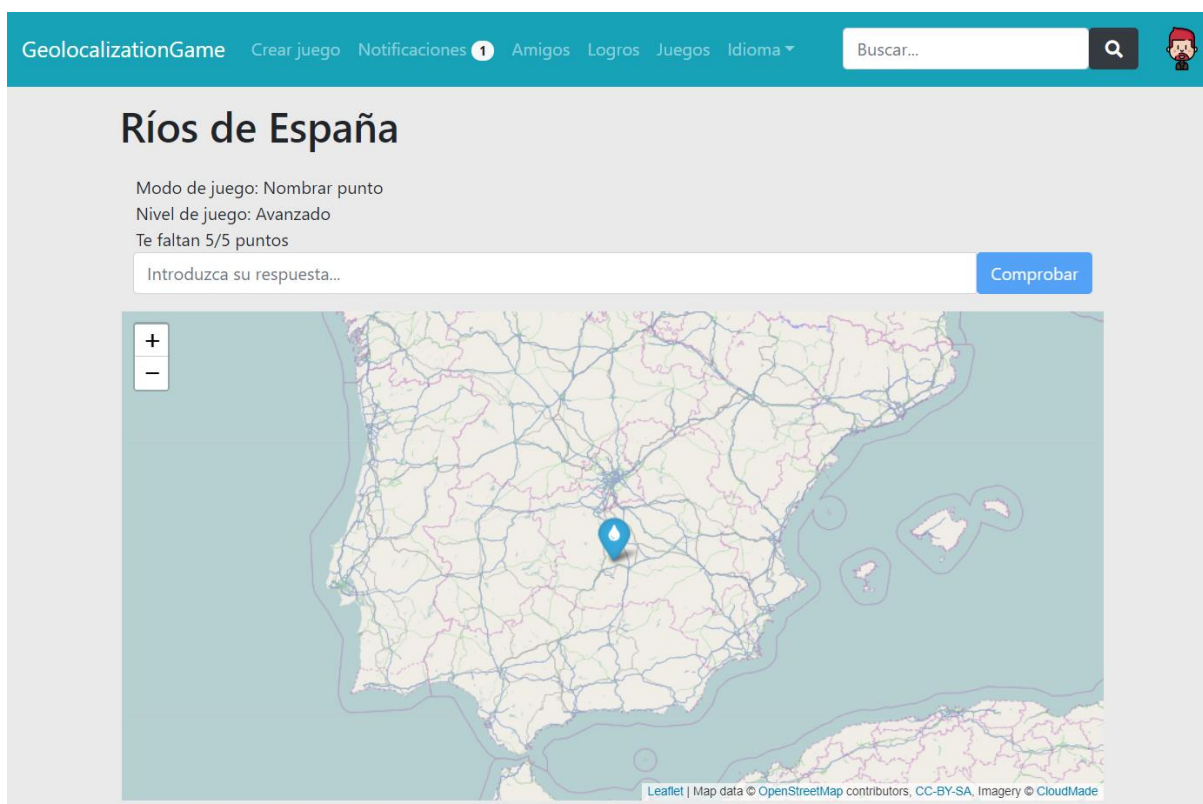 GeolocalizationGame Crear juego Notificaciones 1 Amigos Logros Juegos Idioma Buscar...
Ríos de España
Modo de juego: Nombrar punto
Nivel de juego: Avanzado
Te faltan 5/5 puntos
Introduzca su respuesta... Comprobar
+
−
Leaflet | Map data © OpenStreetMap contributors, CC-BY-SA, Imagery © CloudMade